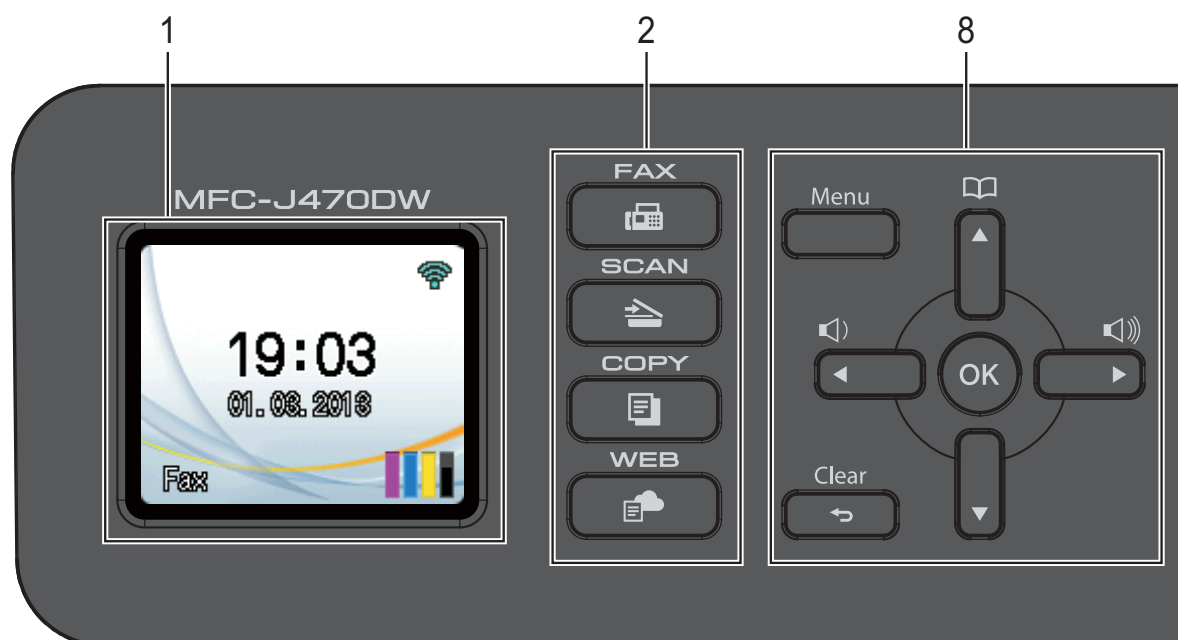 1 2 8
MFC-J470DW
19:03
01.03.2013
Fax
FAX
SCAN
COPY
WEB
Menu
OK
Clear